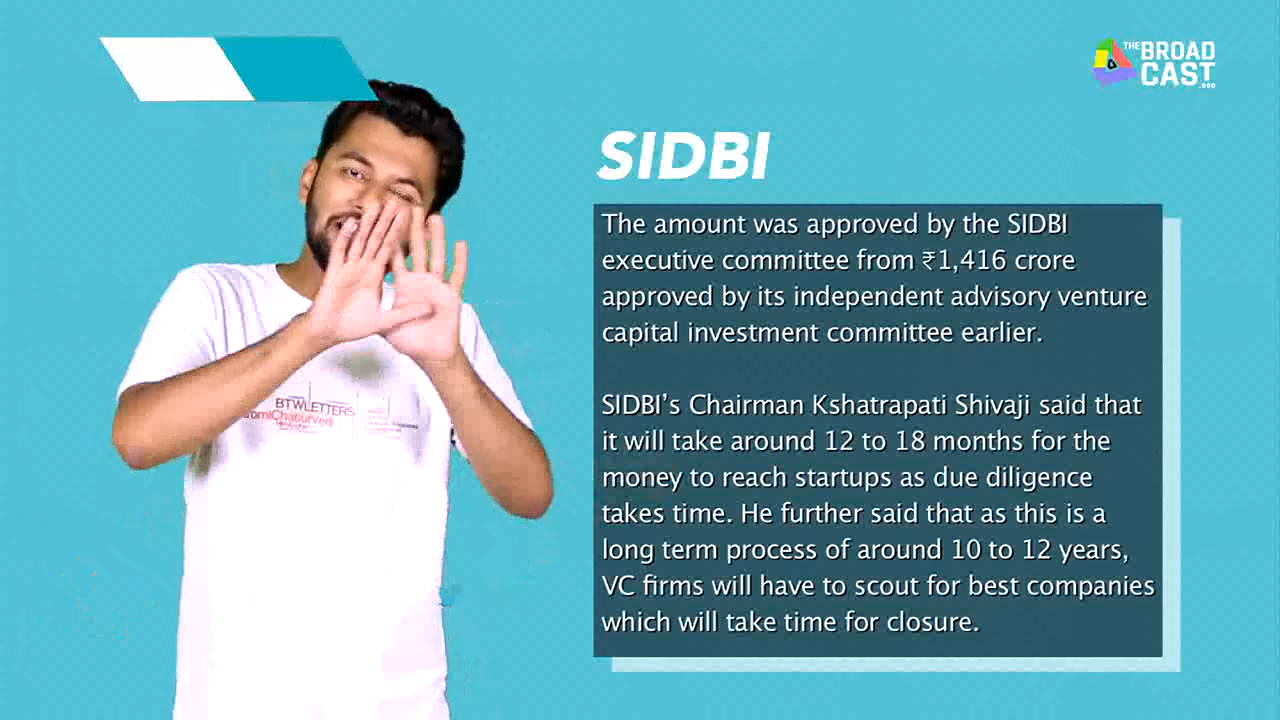 THE BROAD
CAST
SIDBI
The amount was approved by the SIDBI
executive committee from ₹1,416 crore
approved by its independent advisory venture
capital investment committee earlier.
SIDBI’s Chairman Kshatrapati Shivaji said that
it will take around 12 to 18 months for the
money to reach startups as due diligence
takes time. He further said that as this is a
long term process of around 10 to 12 years,
VC firms will have to scout for best companies
which will take time for closure.
BTWLETTERS